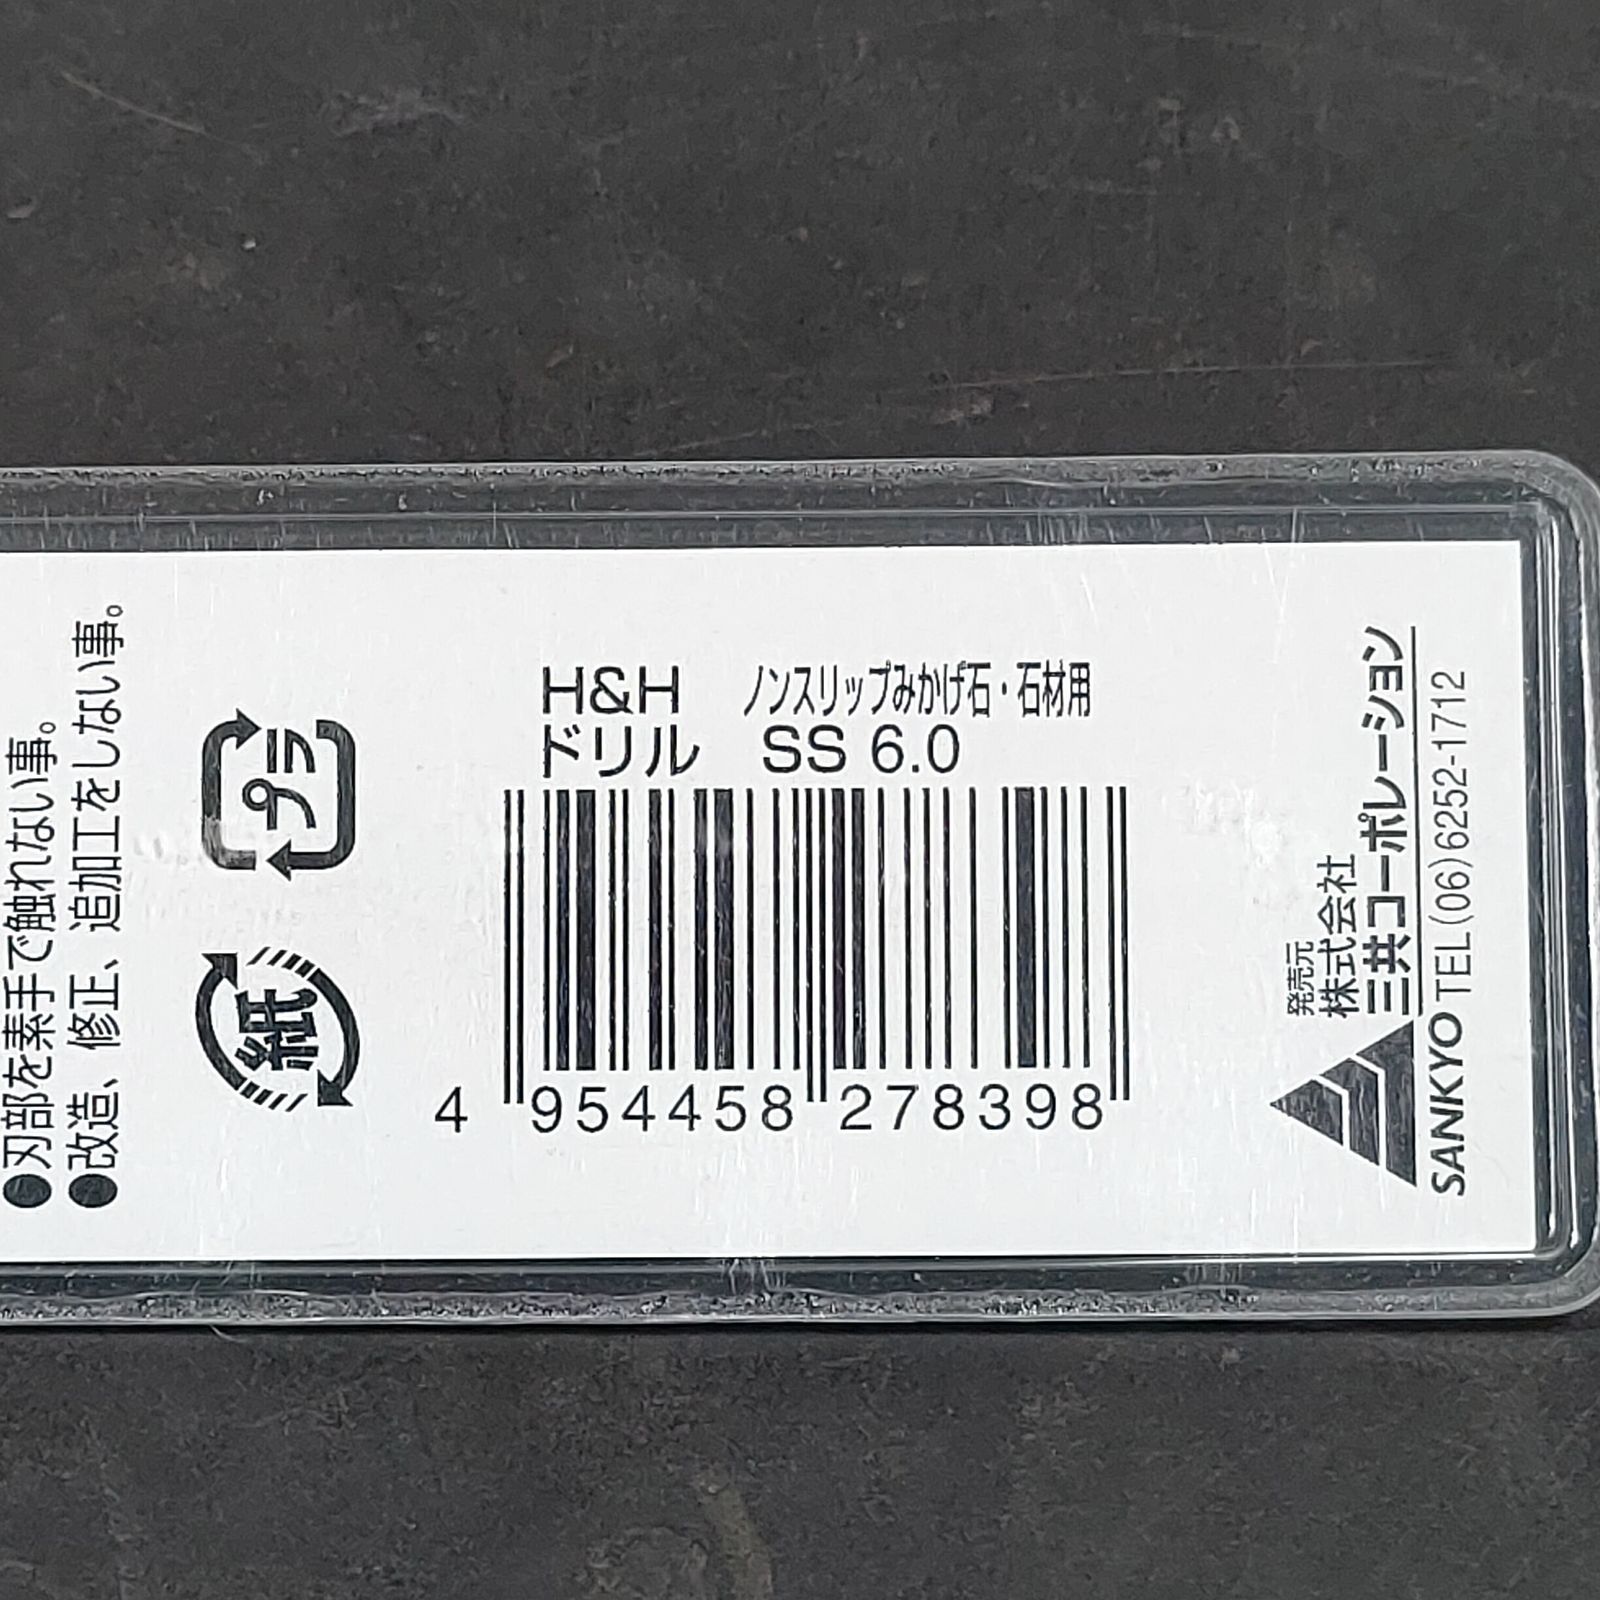 ●刃部を素手で触れない事。
●改造、修正、追加工をしない事。
プラ
紙
H&H ノンスリップみかげ石・石材用
ドリル SS 6.0
4 954458 278398
発売元
株式会社
三共コーポレーション
SANKYO TEL(06)6252-1712